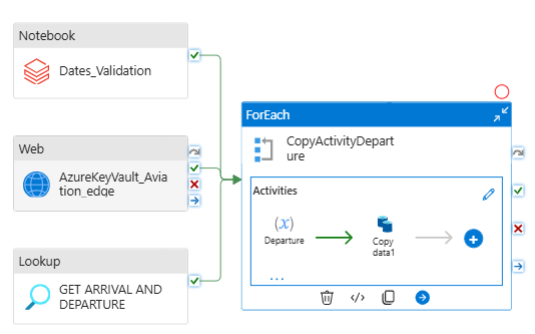 Notebook
Dates_Validation
Web
AzureKeyVault_Avia
tion_edge
Lookup
GET ARRIVAL AND
DEPARTURE
ForEach
CopyActivityDepart
ure
Activities
(x)
Departure
Copy
data1
...
</>